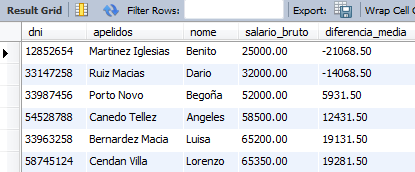 Result Grid Filter Rows: Export: Wrap Cell C
dni apelidos nome salario_bruto diferencia_media
12852654 Martinez Iglesias Benito 25000.00 -21068.50
33147258 Ruiz Macias Dario 32000.00 -14068.50
33987456 Porto Novo Begoña 52000.00 5931.50
54528788 Canedo Tellez Angeles 58500.00 12431.50
33963258 Bernardez Macia Luisa 65200.00 19131.50
58745124 Cendan Villa Lorenzo 65350.00 19281.50